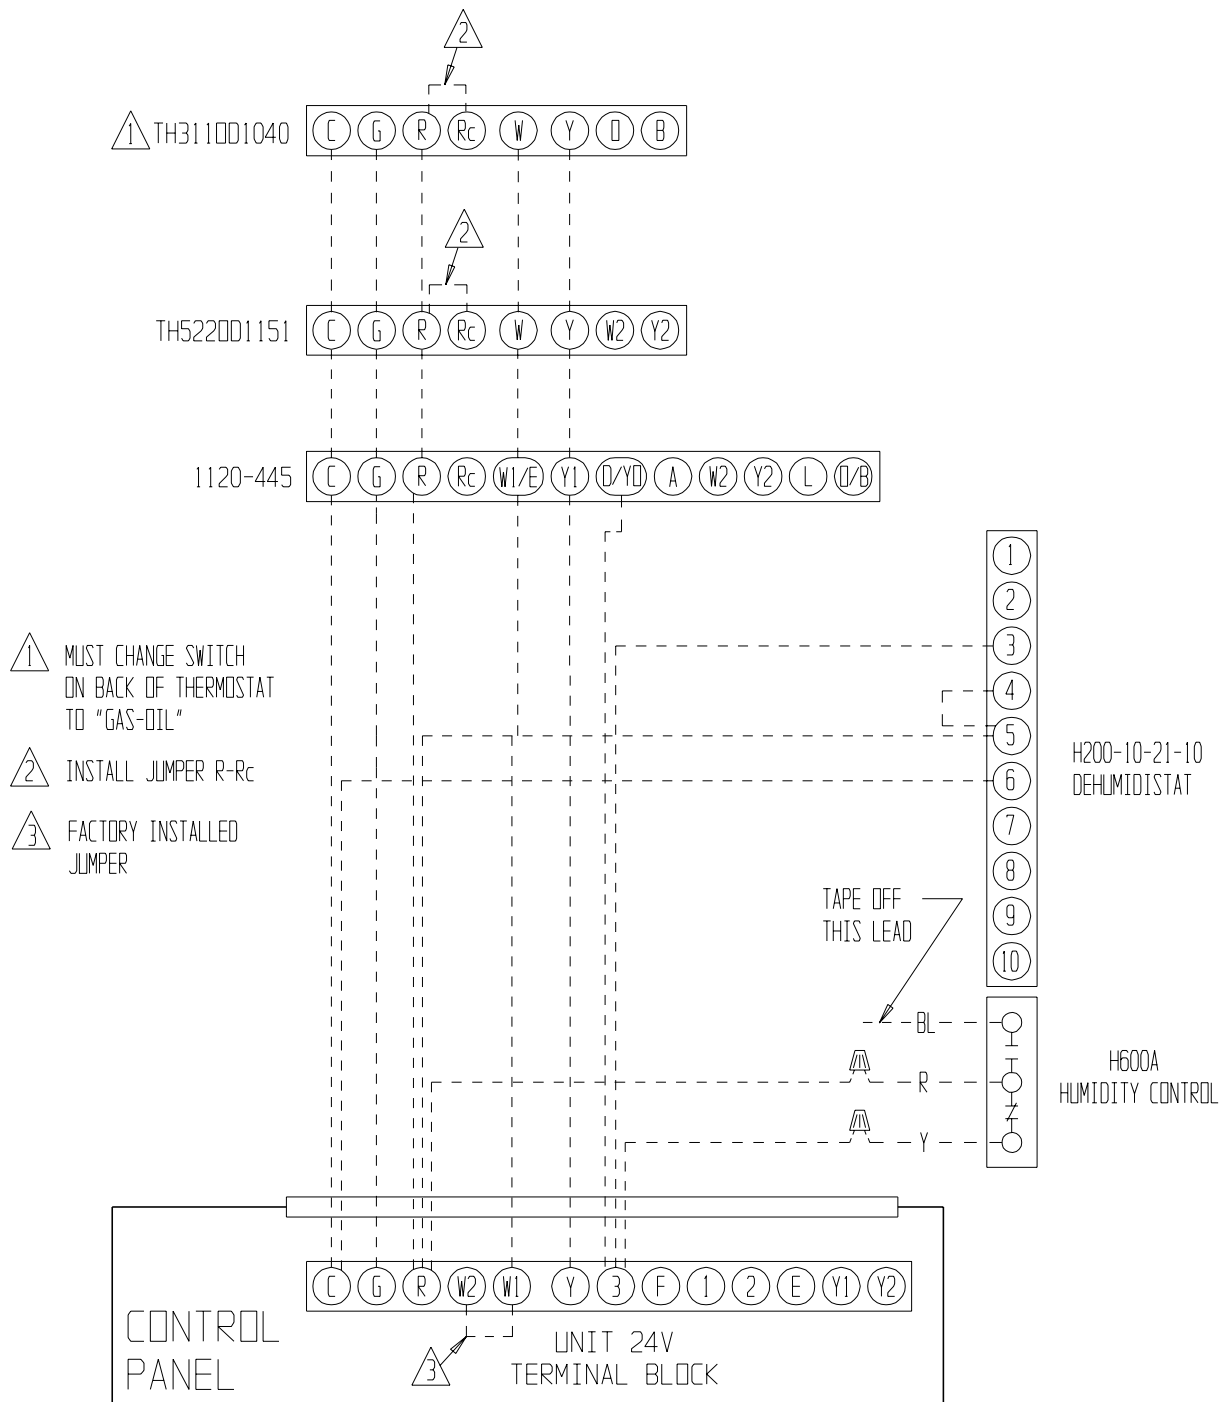 2
1 TH3110D1040 C G R Rc W Y O B
2
TH5220D1151 C G R Rc W Y W2 Y2
1120-445 C G R Rc W1/E Y1 D/YO A W2 Y2 L O/B
1
2
3
4
5
6
7
8
9
10
H200-10-21-10
DEHUMIDISTAT
1 MUST CHANGE SWITCH
ON BACK OF THERMOSTAT
TO "GAS-OIL"
2 INSTALL JUMPER R-Rc
3 FACTORY INSTALLED
JUMPER
TAPE OFF
THIS LEAD
BL
R
Y
H600A
HUMIDITY CONTROL
C G R W2 W1 Y 3 F 1 2 E Y1 Y2
CONTROL
PANEL
3
UNIT 24V
TERMINAL BLOCK